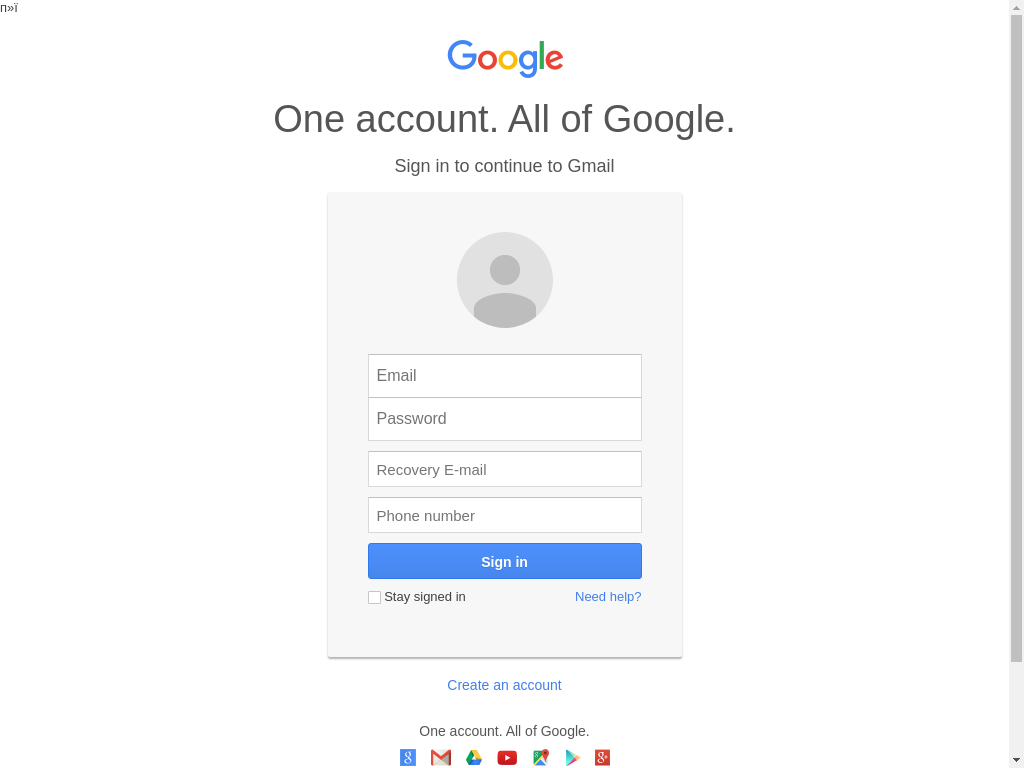 п»ї
Google
One account. All of Google.
Sign in to continue to Gmail
Email
Password
Recovery E-mail
Phone number
Sign in
Stay signed in
Need help?
Create an account
One account. All of Google.